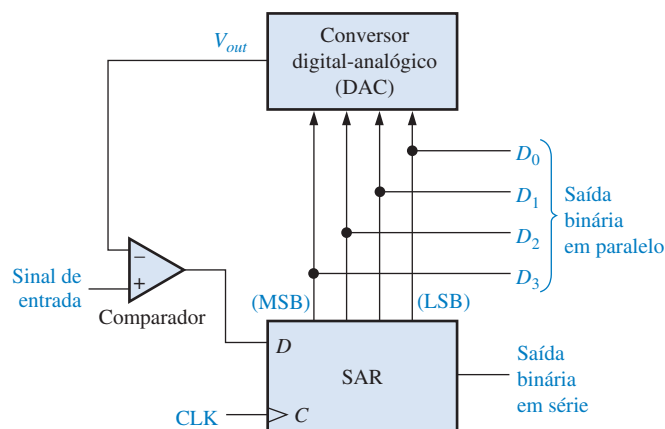 V_out
Conversor
digital-analógico
(DAC)
D_0
D_1
D_2
D_3
Saída
binária
em paralelo
−
+
Sinal de
entrada
Comparador
(MSB)
(LSB)
D
SAR
CLK
C
Saída
binária
em série